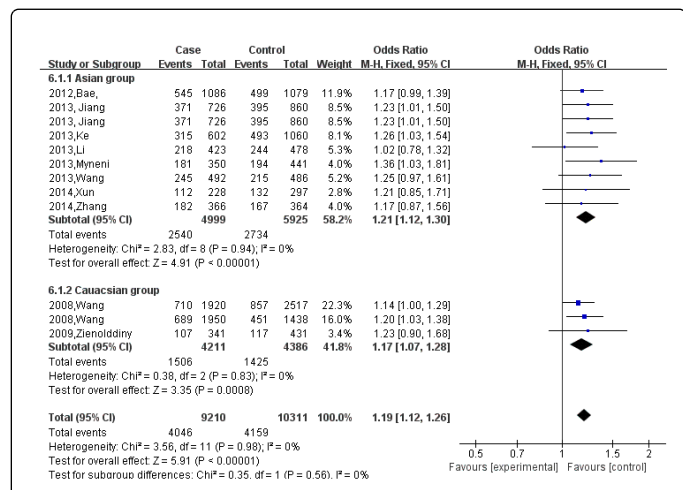 Case Control Odds Ratio Odds Ratio
Study or Subgroup Events Total Events Total Weight M-H, Fixed, 95% CI M-H, Fixed, 95% CI
6.1.1 Asian group
2012,Bae, 545 1086 499 1079 11.9% 1.17 [0.99, 1.39]
2013, Jiang 371 726 395 860 8.5% 1.23 [1.01, 1.50]
2013, Jiang 371 726 395 860 8.5% 1.23 [1.01, 1.50]
2013,Ke 315 602 493 1060 8.6% 1.26 [1.03, 1.54]
2013,Li 218 423 244 478 5.3% 1.02 [0.78, 1.32]
2013,Myneni 181 350 194 441 4.0% 1.36 [1.03, 1.81]
2013,Wang 245 492 215 486 5.2% 1.25 [0.97, 1.61]
2014,Xun 112 228 132 297 2.8% 1.21 [0.85, 1.71]
2014,Zhang 182 366 167 364 3.4% 1.17 [0.87, 1.56]
Subtotal (95% CI) 4999 5925 58.2% 1.21 [1.12, 1.30]
Total events 2540 2734
Heterogeneity: Chi² = 2.83, df = 8 (P = 0.94); I² = 0%
Test for overall effect: Z = 4.91 (P < 0.00001)
6.1.2 Cauacsian group
2008,Wang 710 1920 857 2517 22.3% 1.14 [1.00, 1.29]
2008,Wang 689 1950 451 1438 16.0% 1.20 [1.03, 1.38]
2009,Zienolddiny 107 341 117 431 3.4% 1.23 [0.90, 1.68]
Subtotal (95% CI) 4211 4386 41.8% 1.17 [1.07, 1.28]
Total events 1506 1425
Heterogeneity: Chi² = 0.38, df = 2 (P = 0.83); I² = 0%
Test for overall effect: Z = 3.35 (P = 0.0008)
Total (95% CI) 9210 10311 100.0% 1.19 [1.12, 1.26]
Total events 4046 4159
Heterogeneity: Chi² = 3.56, df = 11 (P = 0.98); I² = 0%
Test for overall effect: Z = 5.91 (P < 0.00001)
Test for subgroup differences: Chi² = 0.35, df = 1 (P = 0.56), I² = 0%
0.5 0.7 1 1.5 2
Favours [experimental] Favours [control]